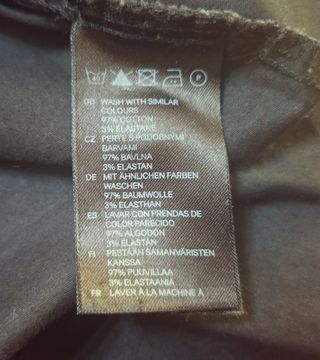 GB WASH WITH SIMILAR
COLOURS
97% COTTON
3% ELASTANE
CZ PERTE S PODOBNÝMI
BARVAMI
97% BAVLNA
3% ELASTAN
DE MIT ÄHNLICHEN FARBEN
WASCHEN
97% BAUMWOLLE
3% ELASTHAN
ES LAVAR CON PRENDAS DE
COLOR PARECIDO
97% ALGODÓN
3% ELASTÁN
FI PESTÄÄN SAMANVÄRISTEN
KANSSA
97% PUUVILLAA
3% ELASTAANIA
FR LAVER À LA MACHINE À